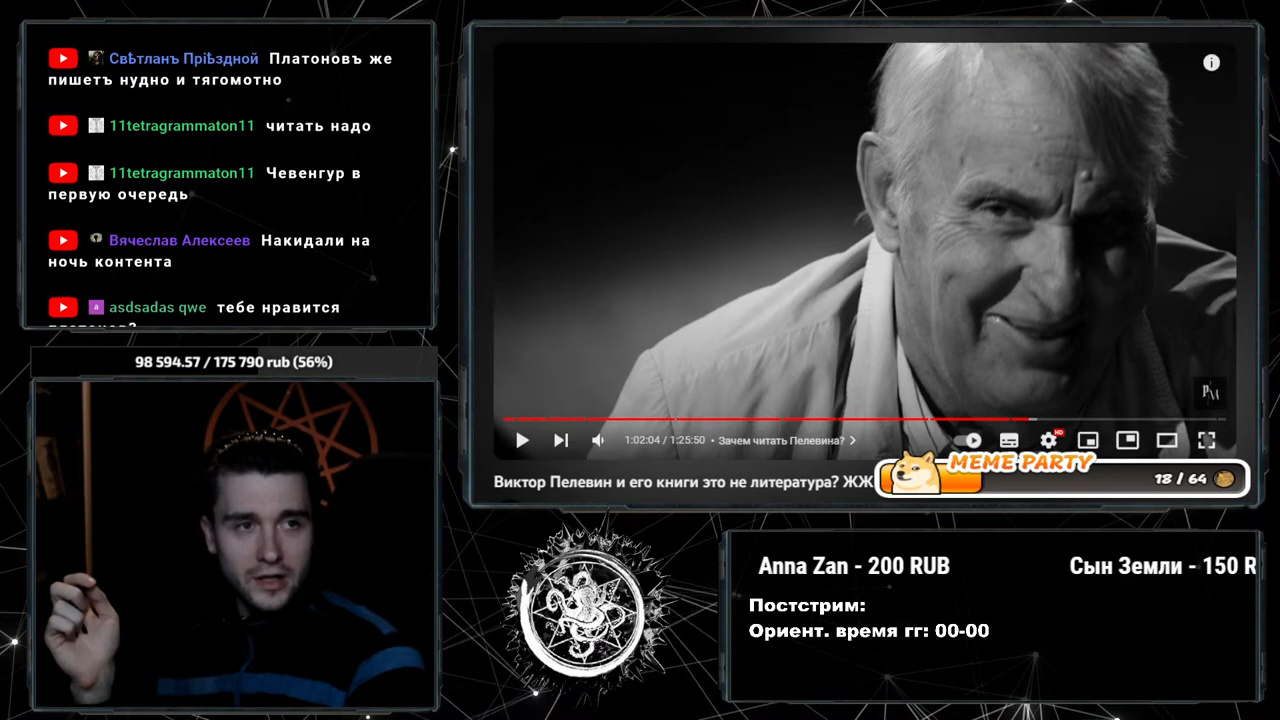 Свѣтланъ Пріѣздной Платоновъ же
пишетъ нудно и тягомотно
11tetragrammaton11 читать надо
11tetragrammaton11 Чевенгур в
первую очередь
Вячеслав Алексеев Накидали на
ночь контента
asdsadas qwe тебе нравится
98 594.57 / 175 790 rub (56%)
1:02:04 / 1:25:50 • Зачем читать Пелевина?
HD
Виктор Пелевин и его книги это не литература? ЖЖ
MEME PARTY
18 / 64
Anna Zan - 200 RUB
Сын Земли - 150 R
Постстрим:
Ориент. время гг: 00-00